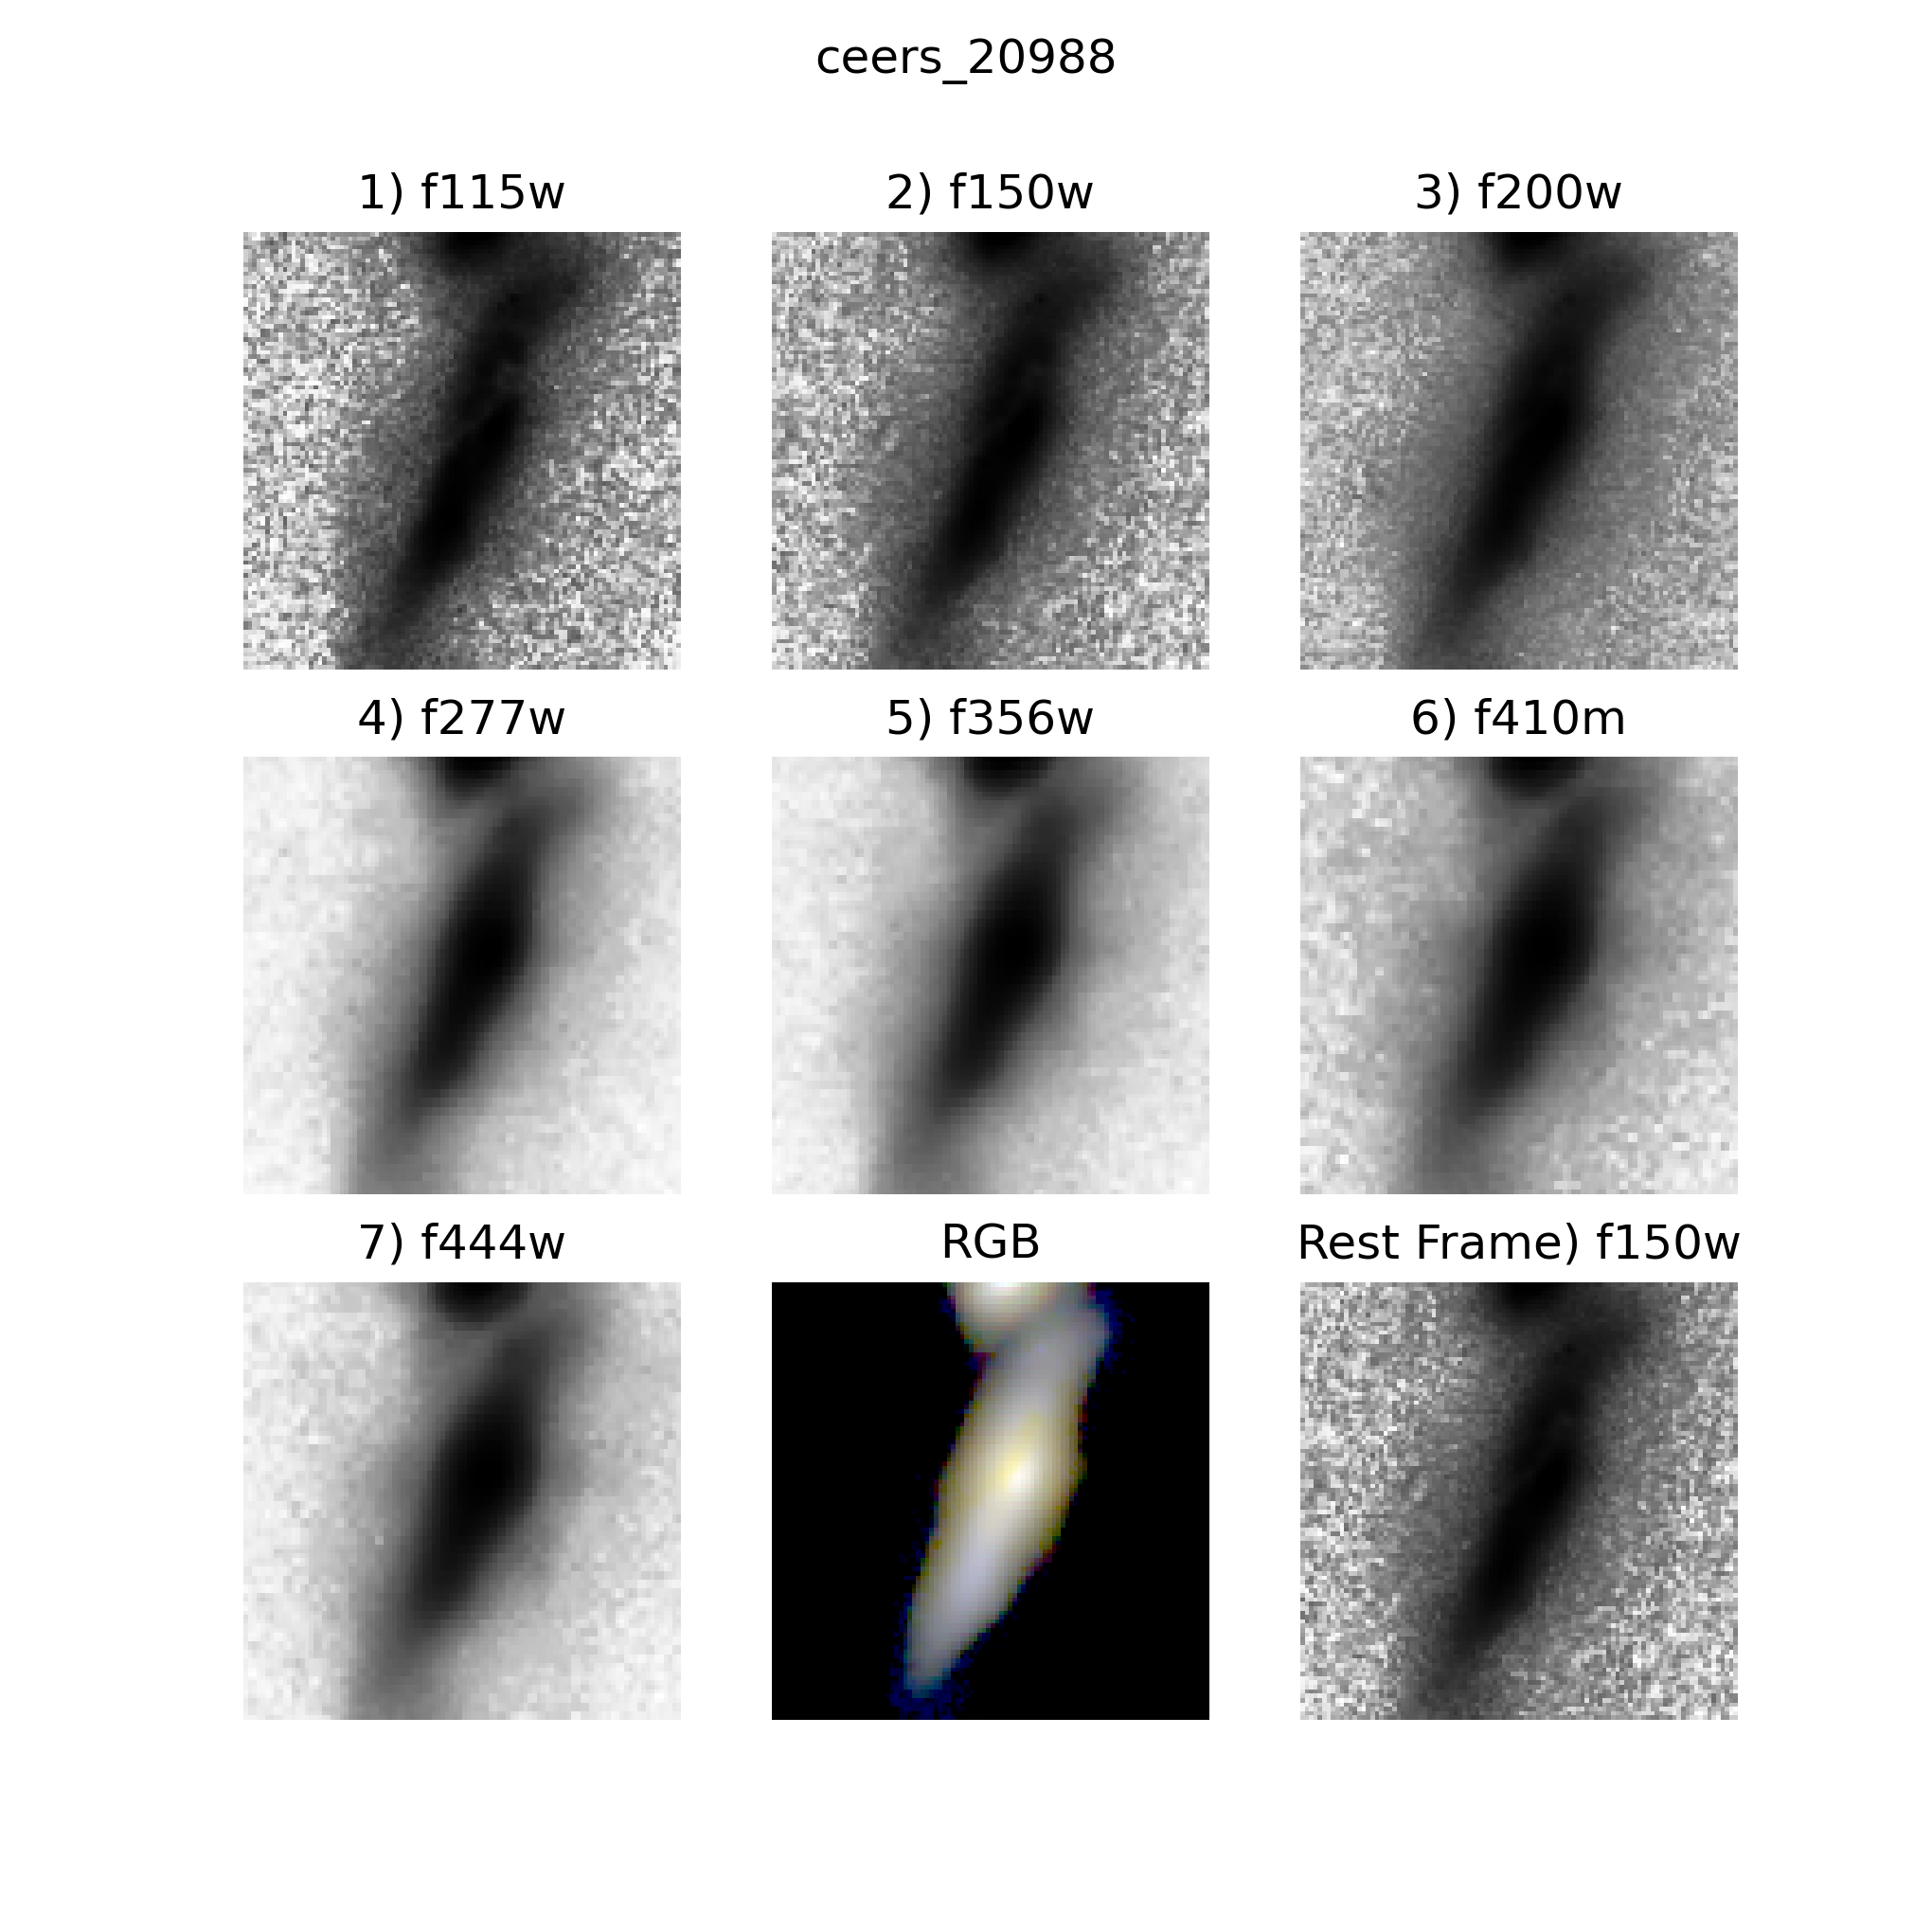 ceers_20988
1) f115w
2) f150w
3) f200w
4) f277w
5) f356w
6) f410m
7) f444w
RGB
Rest Frame) f150w